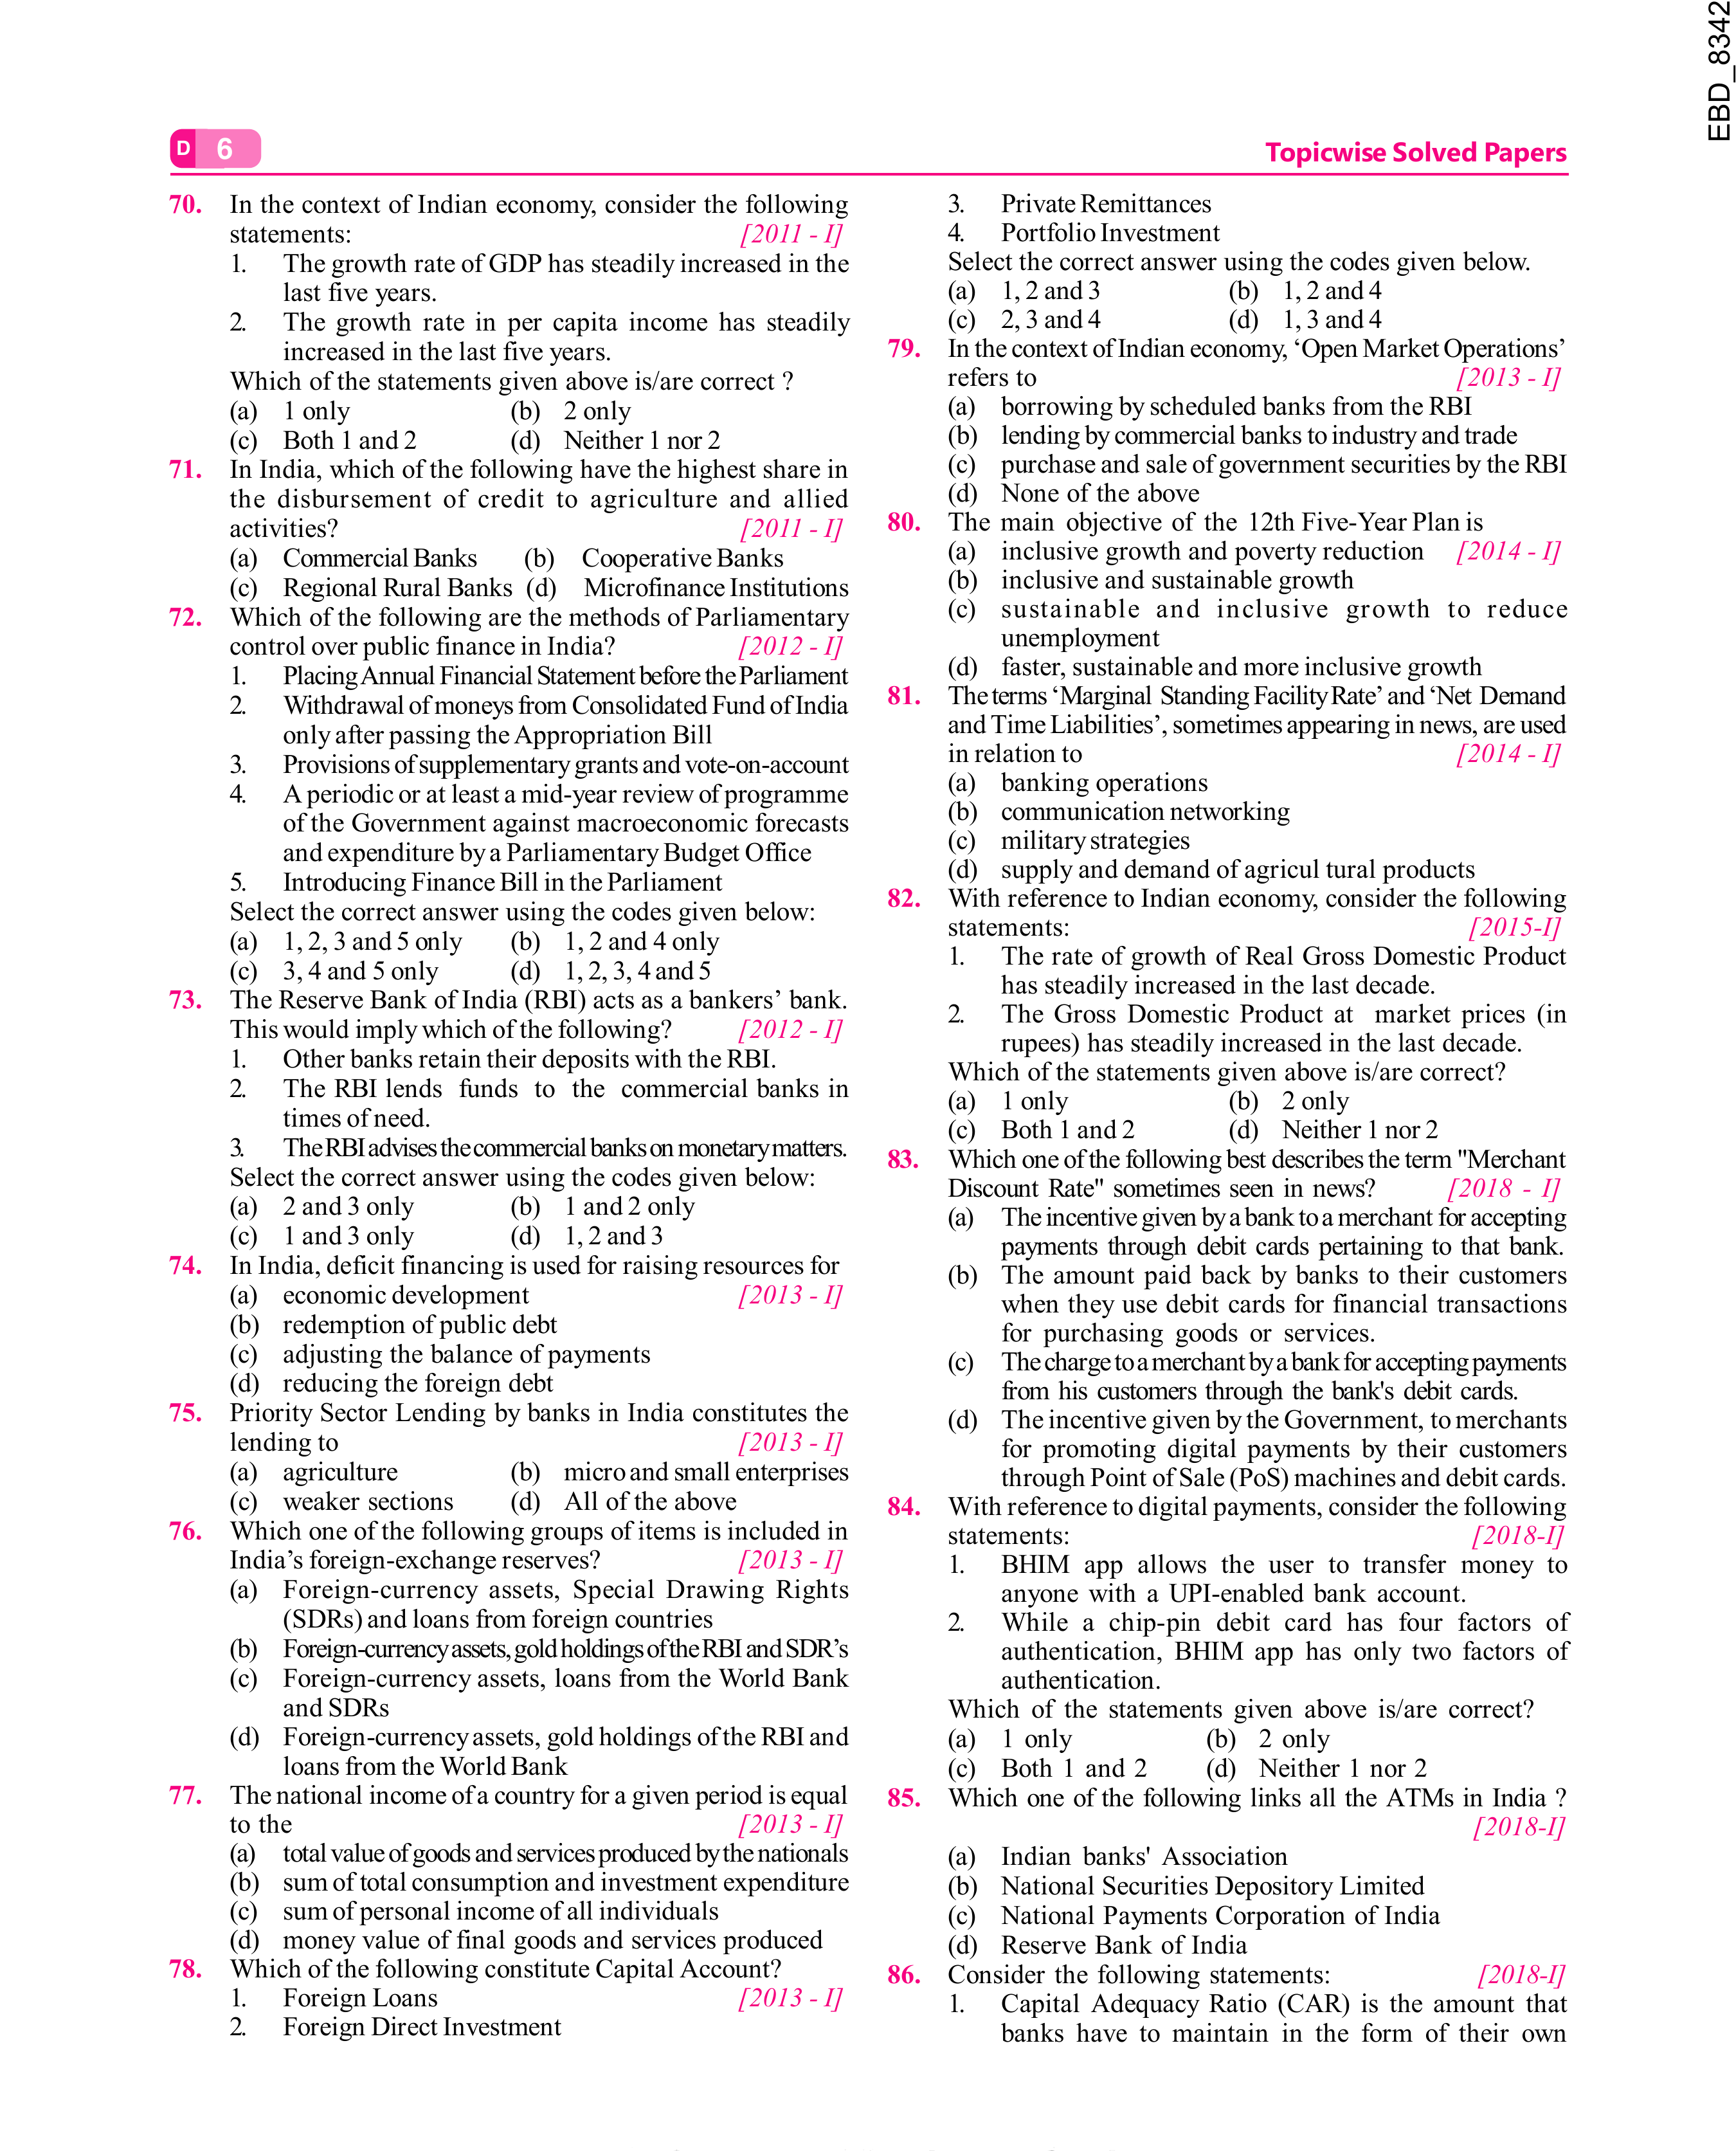 EBD_8342
D 6
Topicwise Solved Papers
70. In the context of Indian economy, consider the following
statements: [2011 - I]
1. The growth rate of GDP has steadily increased in the
last five years.
2. The growth rate in per capita income has steadily
increased in the last five years.
Which of the statements given above is/are correct ?
(a) 1 only (b) 2 only
(c) Both 1 and 2 (d) Neither 1 nor 2
71. In India, which of the following have the highest share in
the disbursement of credit to agriculture and allied
activities? [2011 - I]
(a) Commercial Banks (b) Cooperative Banks
(c) Regional Rural Banks (d) Microfinance Institutions
72. Which of the following are the methods of Parliamentary
control over public finance in India? [2012 - I]
1. Placing Annual Financial Statement before the Parliament
2. Withdrawal of moneys from Consolidated Fund of India
only after passing the Appropriation Bill
3. Provisions of supplementary grants and vote-on-account
4. A periodic or at least a mid-year review of programme
of the Government against macroeconomic forecasts
and expenditure by a Parliamentary Budget Office
5. Introducing Finance Bill in the Parliament
Select the correct answer using the codes given below:
(a) 1, 2, 3 and 5 only (b) 1, 2 and 4 only
(c) 3, 4 and 5 only (d) 1, 2, 3, 4 and 5
73. The Reserve Bank of India (RBI) acts as a bankers’ bank.
This would imply which of the following? [2012 - I]
1. Other banks retain their deposits with the RBI.
2. The RBI lends funds to the commercial banks in
times of need.
3. The RBI advises the commercial banks on monetary matters.
Select the correct answer using the codes given below:
(a) 2 and 3 only (b) 1 and 2 only
(c) 1 and 3 only (d) 1, 2 and 3
74. In India, deficit financing is used for raising resources for
(a) economic development [2013 - I]
(b) redemption of public debt
(c) adjusting the balance of payments
(d) reducing the foreign debt
75. Priority Sector Lending by banks in India constitutes the
lending to [2013 - I]
(a) agriculture (b) micro and small enterprises
(c) weaker sections (d) All of the above
76. Which one of the following groups of items is included in
India’s foreign-exchange reserves? [2013 - I]
(a) Foreign-currency assets, Special Drawing Rights
(SDRs) and loans from foreign countries
(b) Foreign-currency assets, gold holdings of the RBI and SDR’s
(c) Foreign-currency assets, loans from the World Bank
and SDRs
(d) Foreign-currency assets, gold holdings of the RBI and
loans from the World Bank
77. The national income of a country for a given period is equal
to the [2013 - I]
(a) total value of goods and services produced by the nationals
(b) sum of total consumption and investment expenditure
(c) sum of personal income of all individuals
(d) money value of final goods and services produced
78. Which of the following constitute Capital Account?
1. Foreign Loans [2013 - I]
2. Foreign Direct Investment
3. Private Remittances
4. Portfolio Investment
Select the correct answer using the codes given below.
(a) 1, 2 and 3 (b) 1, 2 and 4
(c) 2, 3 and 4 (d) 1, 3 and 4
79. In the context of Indian economy, ‘Open Market Operations’
refers to [2013 - I]
(a) borrowing by scheduled banks from the RBI
(b) lending by commercial banks to industry and trade
(c) purchase and sale of government securities by the RBI
(d) None of the above
80. The main objective of the 12th Five-Year Plan is
(a) inclusive growth and poverty reduction [2014 - I]
(b) inclusive and sustainable growth
(c) sustainable and inclusive growth to reduce
unemployment
(d) faster, sustainable and more inclusive growth
81. The terms ‘Marginal Standing Facility Rate’ and ‘Net Demand
and Time Liabilities’, sometimes appearing in news, are used
in relation to [2014 - I]
(a) banking operations
(b) communication networking
(c) military strategies
(d) supply and demand of agricul tural products
82. With reference to Indian economy, consider the following
statements: [2015-I]
1. The rate of growth of Real Gross Domestic Product
has steadily increased in the last decade.
2. The Gross Domestic Product at market prices (in
rupees) has steadily increased in the last decade.
Which of the statements given above is/are correct?
(a) 1 only (b) 2 only
(c) Both 1 and 2 (d) Neither 1 nor 2
83. Which one of the following best describes the term "Merchant
Discount Rate" sometimes seen in news? [2018 - I]
(a) The incentive given by a bank to a merchant for accepting
payments through debit cards pertaining to that bank.
(b) The amount paid back by banks to their customers
when they use debit cards for financial transactions
for purchasing goods or services.
(c) The charge to a merchant by a bank for accepting payments
from his customers through the bank's debit cards.
(d) The incentive given by the Government, to merchants
for promoting digital payments by their customers
through Point of Sale (PoS) machines and debit cards.
84. With reference to digital payments, consider the following
statements: [2018-I]
1. BHIM app allows the user to transfer money to
anyone with a UPI-enabled bank account.
2. While a chip-pin debit card has four factors of
authentication, BHIM app has only two factors of
authentication.
Which of the statements given above is/are correct?
(a) 1 only (b) 2 only
(c) Both 1 and 2 (d) Neither 1 nor 2
85. Which one of the following links all the ATMs in India ?
[2018-I]
(a) Indian banks' Association
(b) National Securities Depository Limited
(c) National Payments Corporation of India
(d) Reserve Bank of India
86. Consider the following statements: [2018-I]
1. Capital Adequacy Ratio (CAR) is the amount that
banks have to maintain in the form of their own